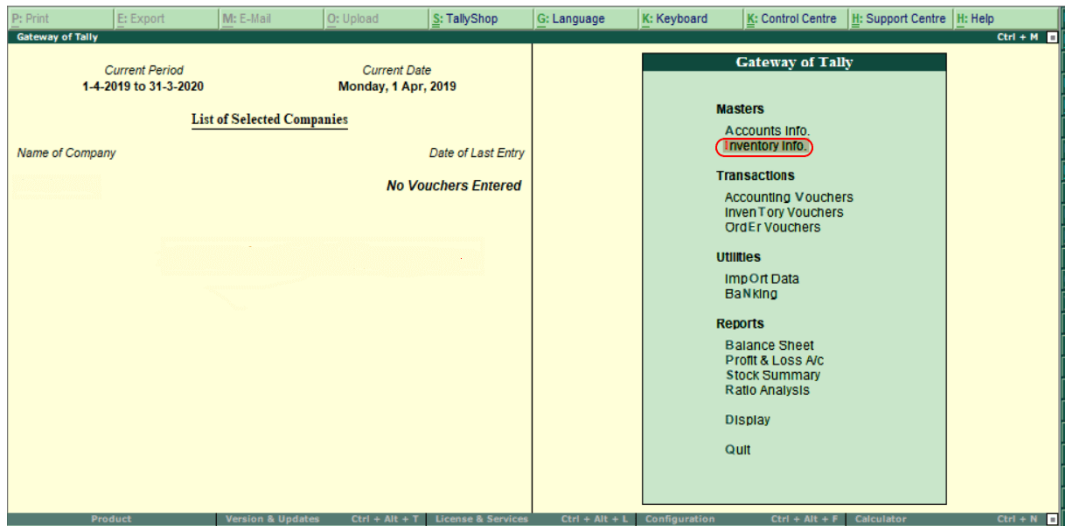 P: Print E: Export M: E-Mail O: Upload S: TallyShop G: Language K: Keyboard K: Control Centre H: Support Centre H: Help
Gateway of Tally Ctrl + M
Current Period Current Date
1-4-2019 to 31-3-2020 Monday, 1 Apr, 2019
List of Selected Companies
Name of Company Date of Last Entry
No Vouchers Entered
Gateway of Tally
Masters
Accounts Info.
Inventory Info.
Transactions
Accounting Vouchers
InvenTory Vouchers
OrdEr Vouchers
Utilities
ImpOrt Data
BaNking
Reports
Balance Sheet
Profit & Loss A/c
Stock Summary
Ratio Analysis
Display
Quit
Product Version & Updates Ctrl + Alt + T License & Services Ctrl + Alt + L Configuration Ctrl + Alt + F Calculator Ctrl + N